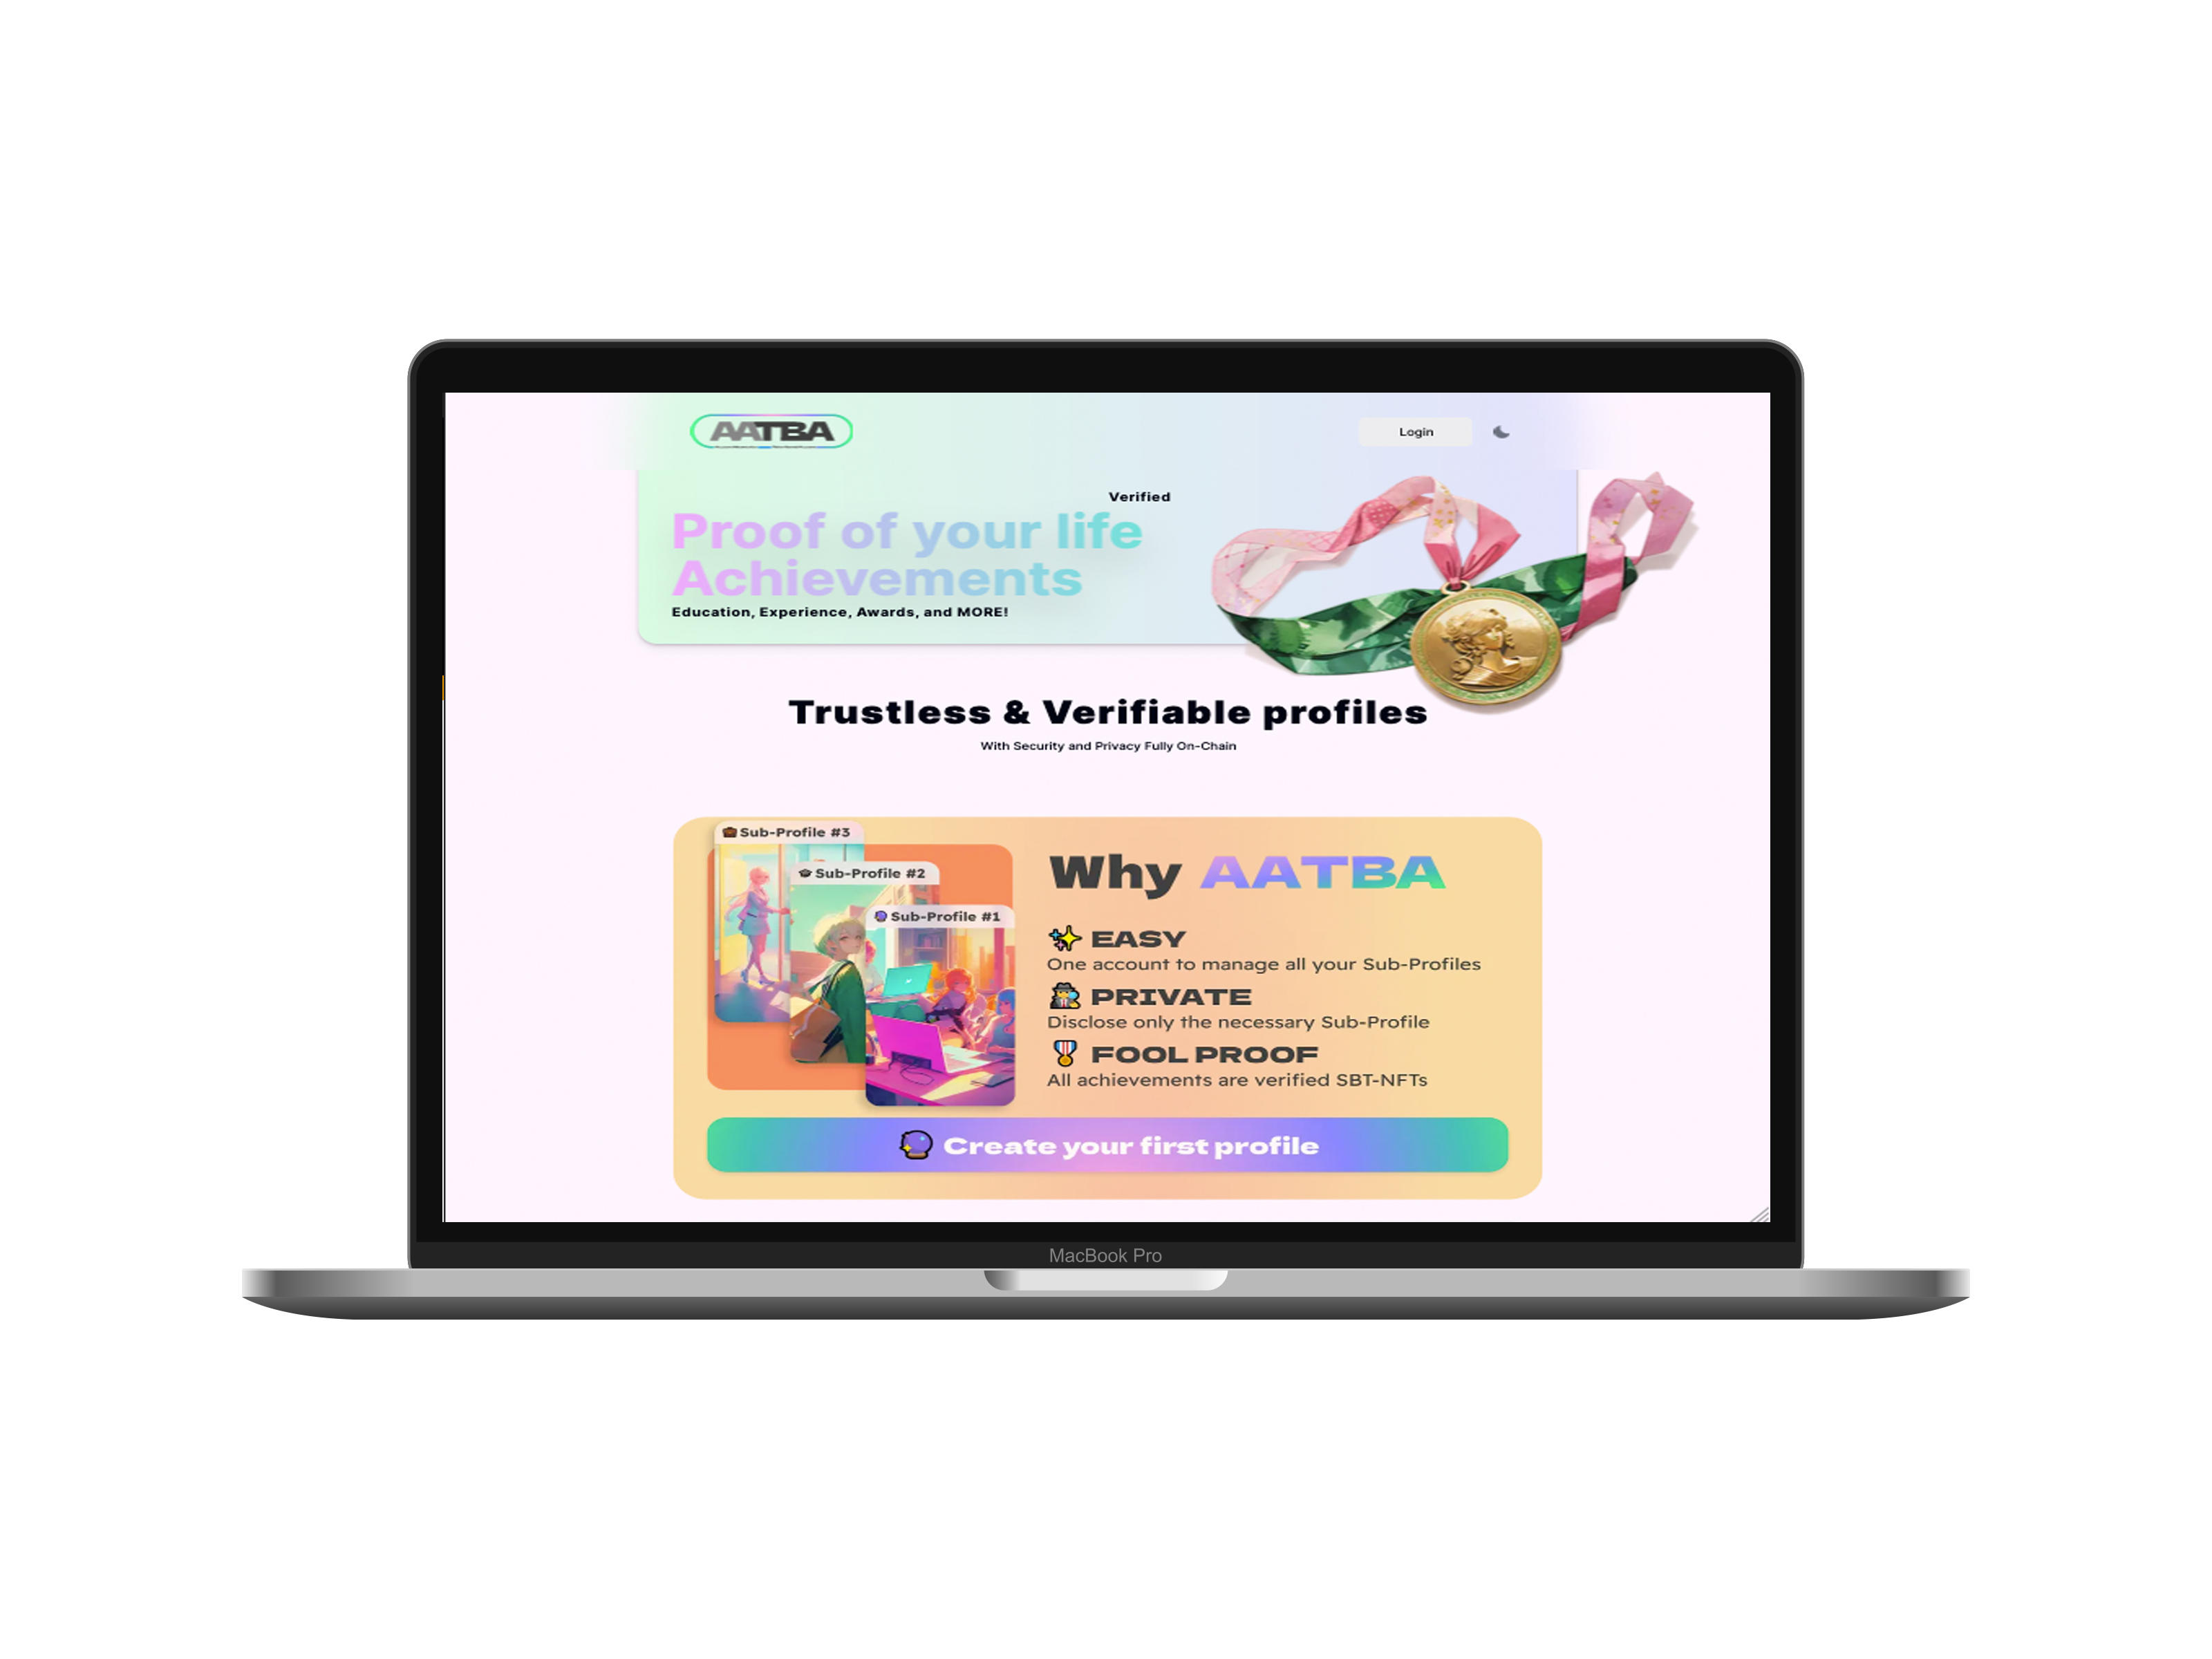 AATBA
Login
Verified
Proof of your life
Achievements
Education, Experience, Awards, and MORE!
Trustless & Verifiable profiles
With Security and Privacy Fully On-Chain
Sub-Profile #3
Sub-Profile #2
Sub-Profile #1
Why AATBA
EASY
One account to manage all your Sub-Profiles
PRIVATE
Disclose only the necessary Sub-Profile
FOOL PROOF
All achievements are verified SBT-NFTs
Create your first profile
MacBook Pro